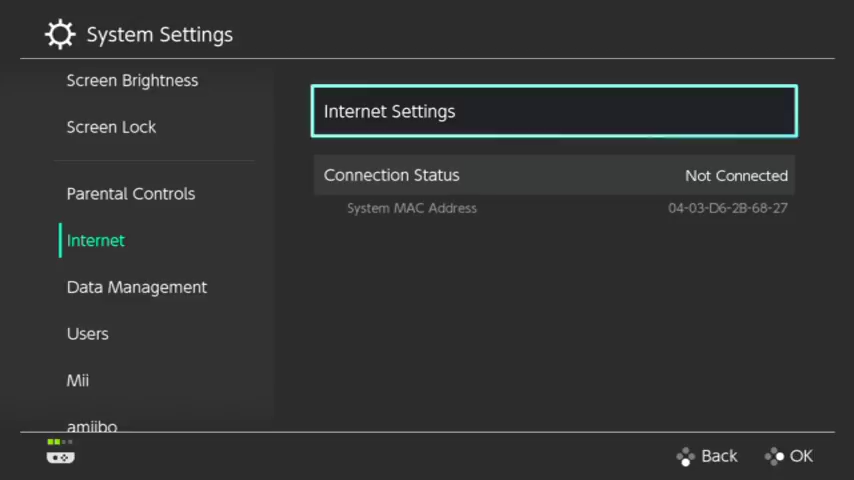 System Settings
Screen Brightness
Screen Lock
Parental Controls
Internet
Data Management
Users
Mii
amiibo
Internet Settings
Connection Status Not Connected
System MAC Address 04-03-D6-2B-68-27
Back OK